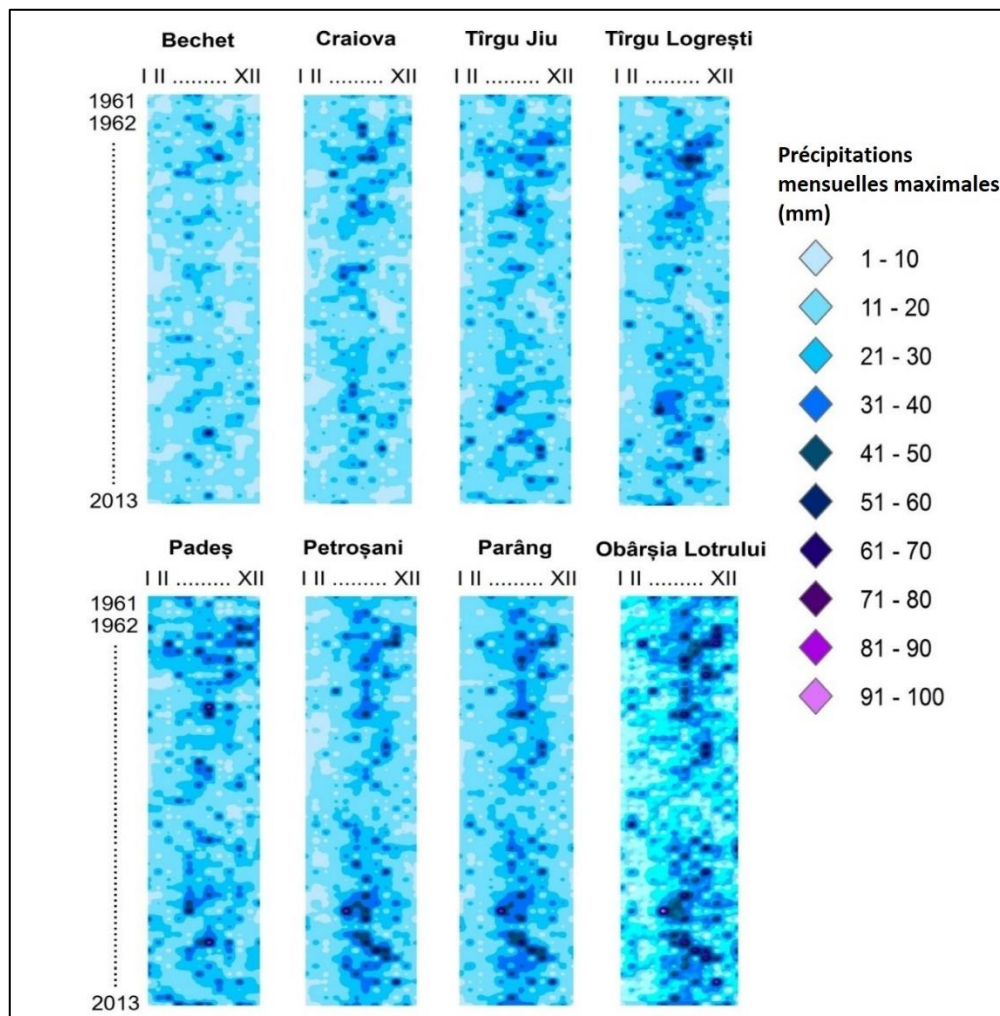 Bechet Craiova Tîrgu Jiu Tîrgu Logrești
I II ......... XII I II ......... XII I II ......... XII I II ......... XII
1961
1962
2013
Padeș Petroșani Parâng Obârșia Lotrului
I II ......... XII I II ......... XII I II ......... XII I II ......... XII
1961
1962
2013
Précipitations
mensuelles maximales
(mm)
1 - 10
11 - 20
21 - 30
31 - 40
41 - 50
51 - 60
61 - 70
71 - 80
81 - 90
91 - 100